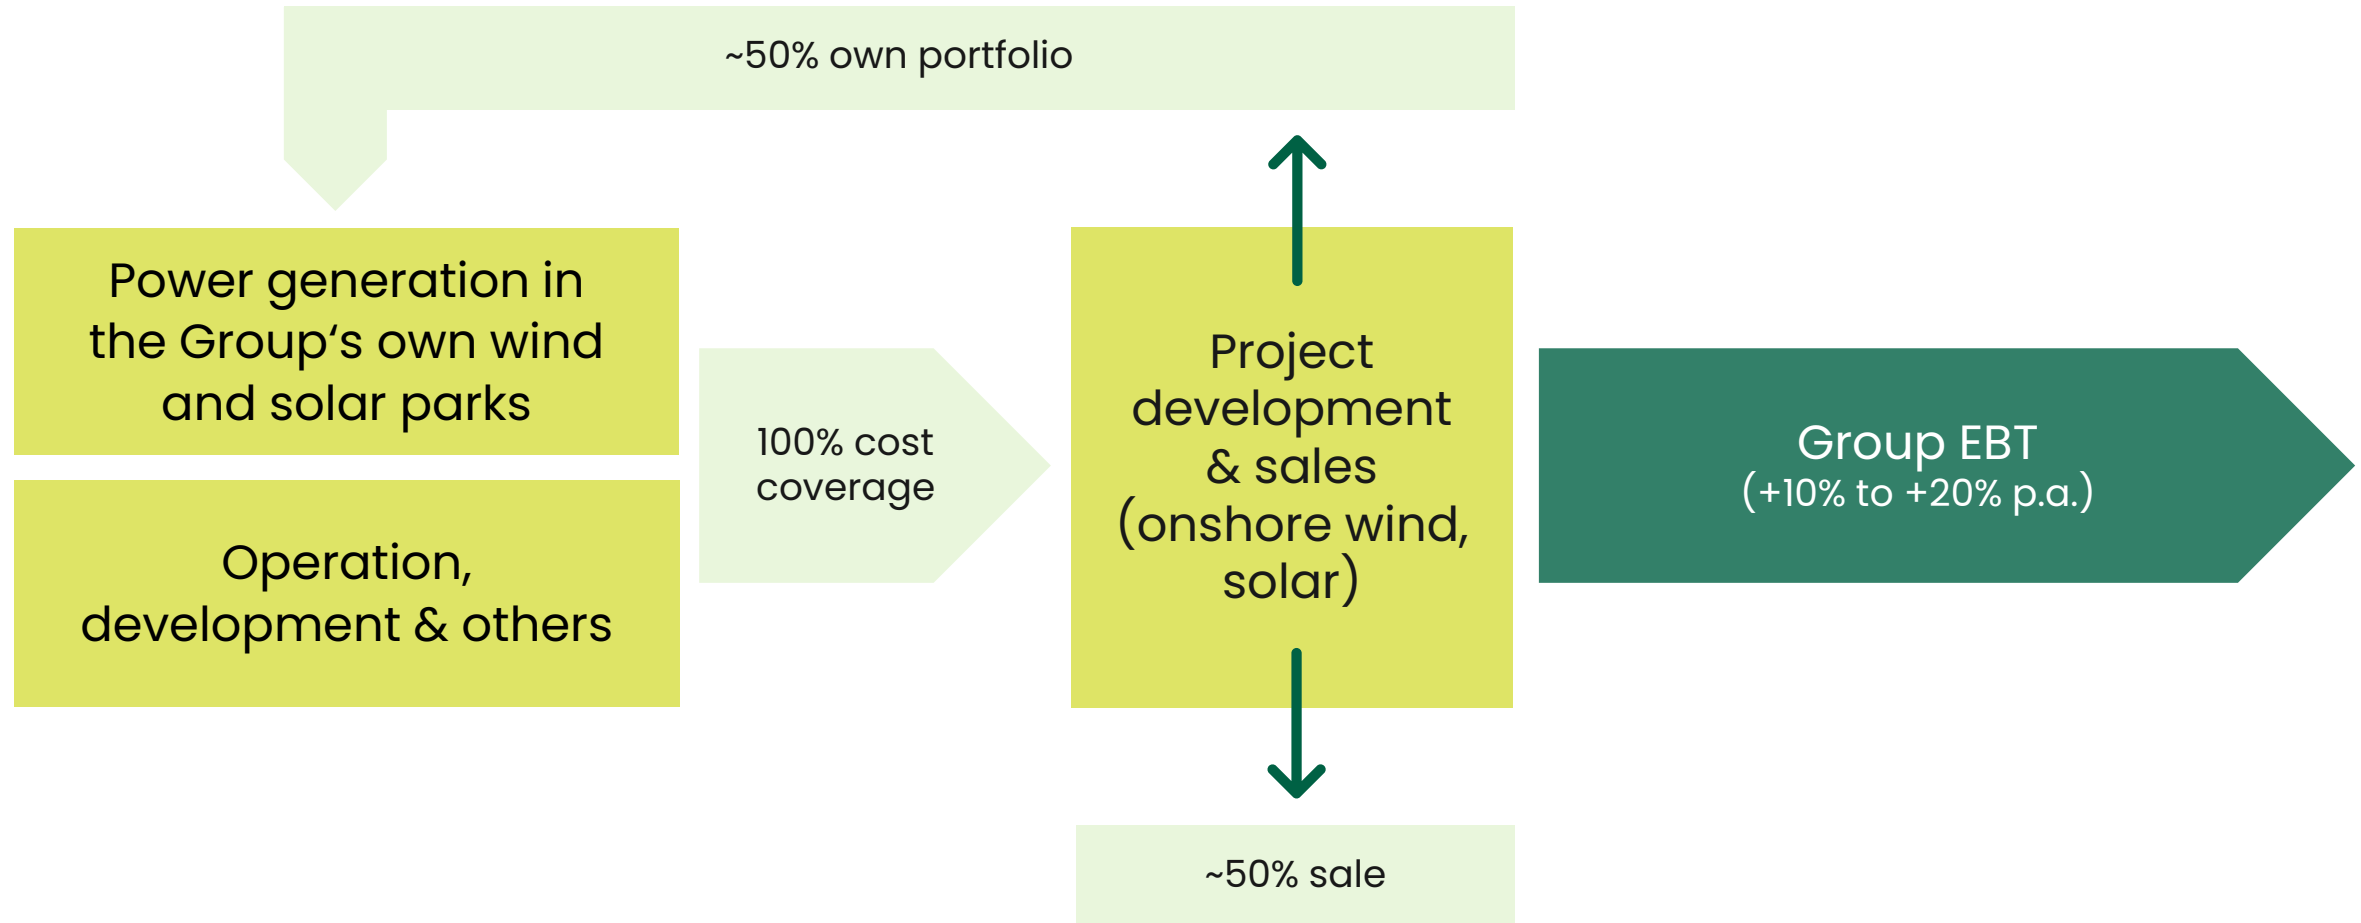 ~50% own portfolio
Power generation in
the Group‘s own wind
and solar parks
Operation,
development & others
100% cost
coverage
Project
development
& sales
(onshore wind,
solar)
Group EBT
(+10% to +20% p.a.)
~50% sale